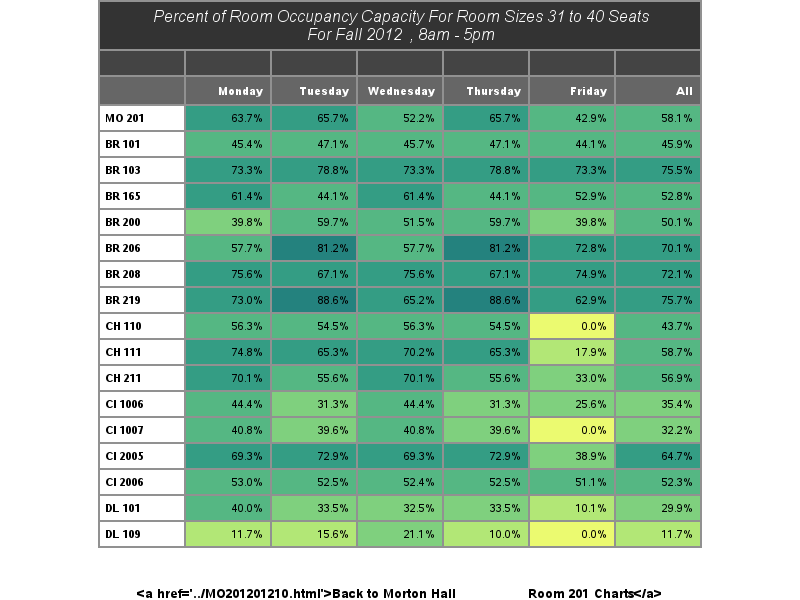 Percent of Room Occupancy Capacity For Room Sizes 31 to 40 Seats
For Fall 2012 , 8am - 5pm
Monday Tuesday Wednesday Thursday Friday All
MO 201 63.7% 65.7% 52.2% 65.7% 42.9% 58.1%
BR 101 45.4% 47.1% 45.7% 47.1% 44.1% 45.9%
BR 103 73.3% 78.8% 73.3% 78.8% 73.3% 75.5%
BR 165 61.4% 44.1% 61.4% 44.1% 52.9% 52.8%
BR 200 39.8% 59.7% 51.5% 59.7% 39.8% 50.1%
BR 206 57.7% 81.2% 57.7% 81.2% 72.8% 70.1%
BR 208 75.6% 67.1% 75.6% 67.1% 74.9% 72.1%
BR 219 73.0% 88.6% 65.2% 88.6% 62.9% 75.7%
CH 110 56.3% 54.5% 56.3% 54.5% 0.0% 43.7%
CH 111 74.8% 65.3% 70.2% 65.3% 17.9% 58.7%
CH 211 70.1% 55.6% 70.1% 55.6% 33.0% 56.9%
CI 1006 44.4% 31.3% 44.4% 31.3% 25.6% 35.4%
CI 1007 40.8% 39.6% 40.8% 39.6% 0.0% 32.2%
CI 2005 69.3% 72.9% 69.3% 72.9% 38.9% 64.7%
CI 2006 53.0% 52.5% 52.4% 52.5% 51.1% 52.3%
DL 101 40.0% 33.5% 32.5% 33.5% 10.1% 29.9%
DL 109 11.7% 15.6% 21.1% 10.0% 0.0% 11.7%
<a href='../MO201201210.html'>Back to Morton Hall Room 201 Charts</a>